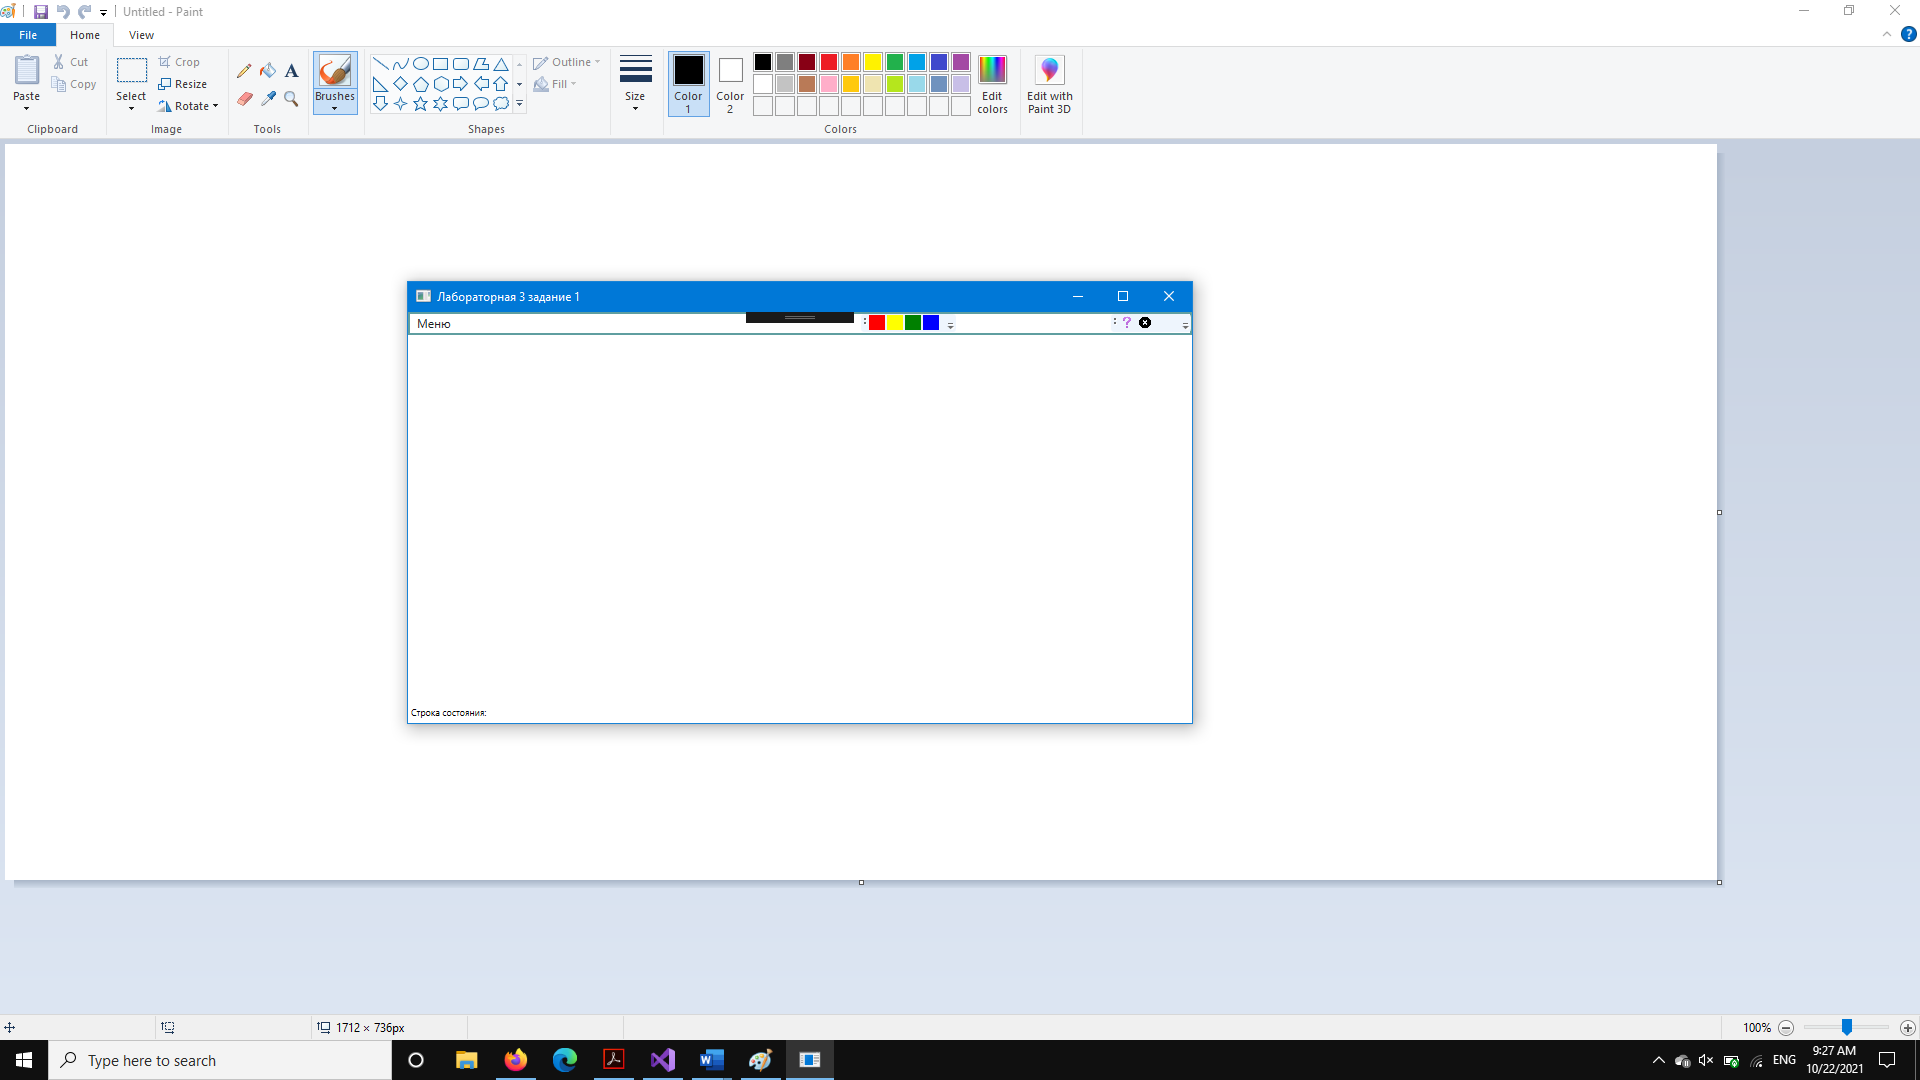 Untitled - Paint
File Home View
Paste
Cut
Copy
Clipboard
Select
Crop
Resize
Rotate
Image
A
Tools
Brushes
Shapes
Outline
Fill
Size
Color 1
Color 2
Colors
Edit colors
Edit with Paint 3D
?
Лабораторная 3 задание 1
Меню
?
Строка состояния:
1712 × 736px
100%
Type here to search
ENG
9:27 AM
10/22/2021